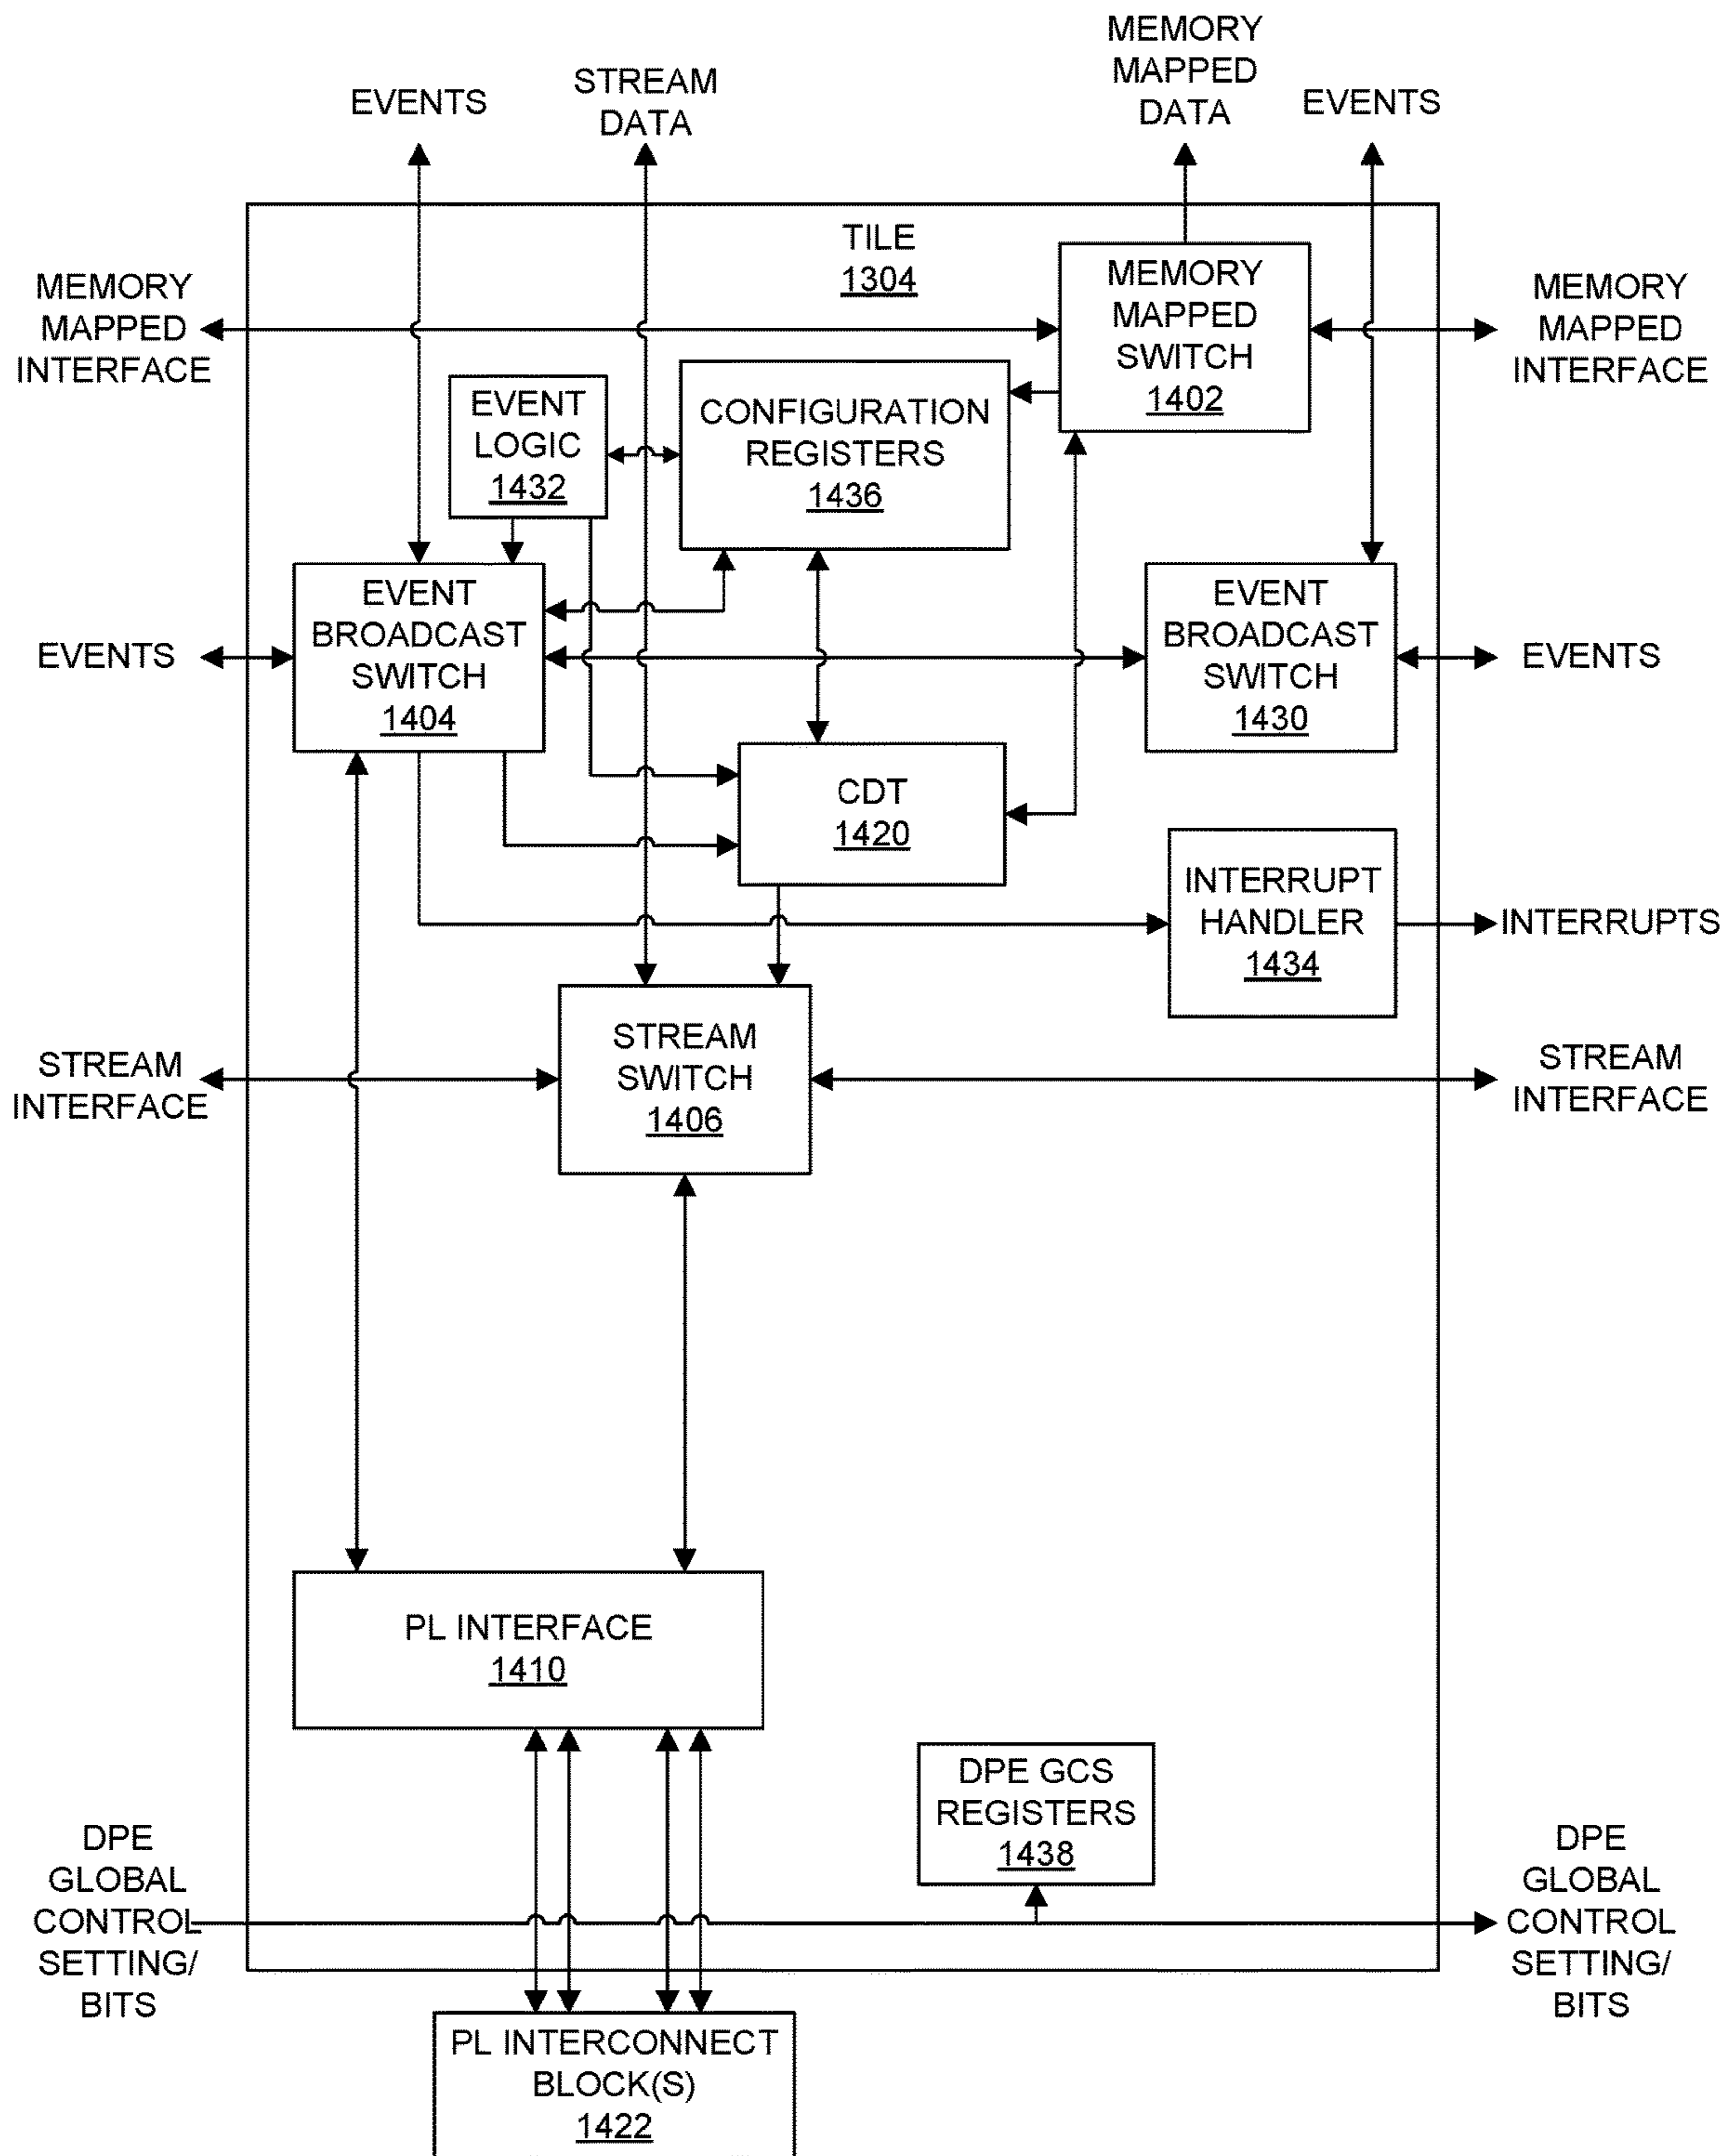 MEMORY
MAPPED
DATA
STREAM
DATA
EVENTS
EVENTS
TILE
1304
MEMORY
MAPPED
INTERFACE
MEMORY
MAPPED
SWITCH
1402
MEMORY
MAPPED
INTERFACE
EVENT
LOGIC
1432
CONFIGURATION
REGISTERS
1436
EVENTS
EVENT
BROADCAST
SWITCH
1404
EVENT
BROADCAST
SWITCH
1430
EVENTS
CDT
1420
INTERRUPT
HANDLER
1434
INTERRUPTS
STREAM
INTERFACE
STREAM
SWITCH
1406
STREAM
INTERFACE
PL INTERFACE
1410
DPE GCS
REGISTERS
1438
DPE
GLOBAL
CONTROL
SETTING/
BITS
DPE
GLOBAL
CONTROL
SETTING/
BITS
PL INTERCONNECT
BLOCK(S)
1422